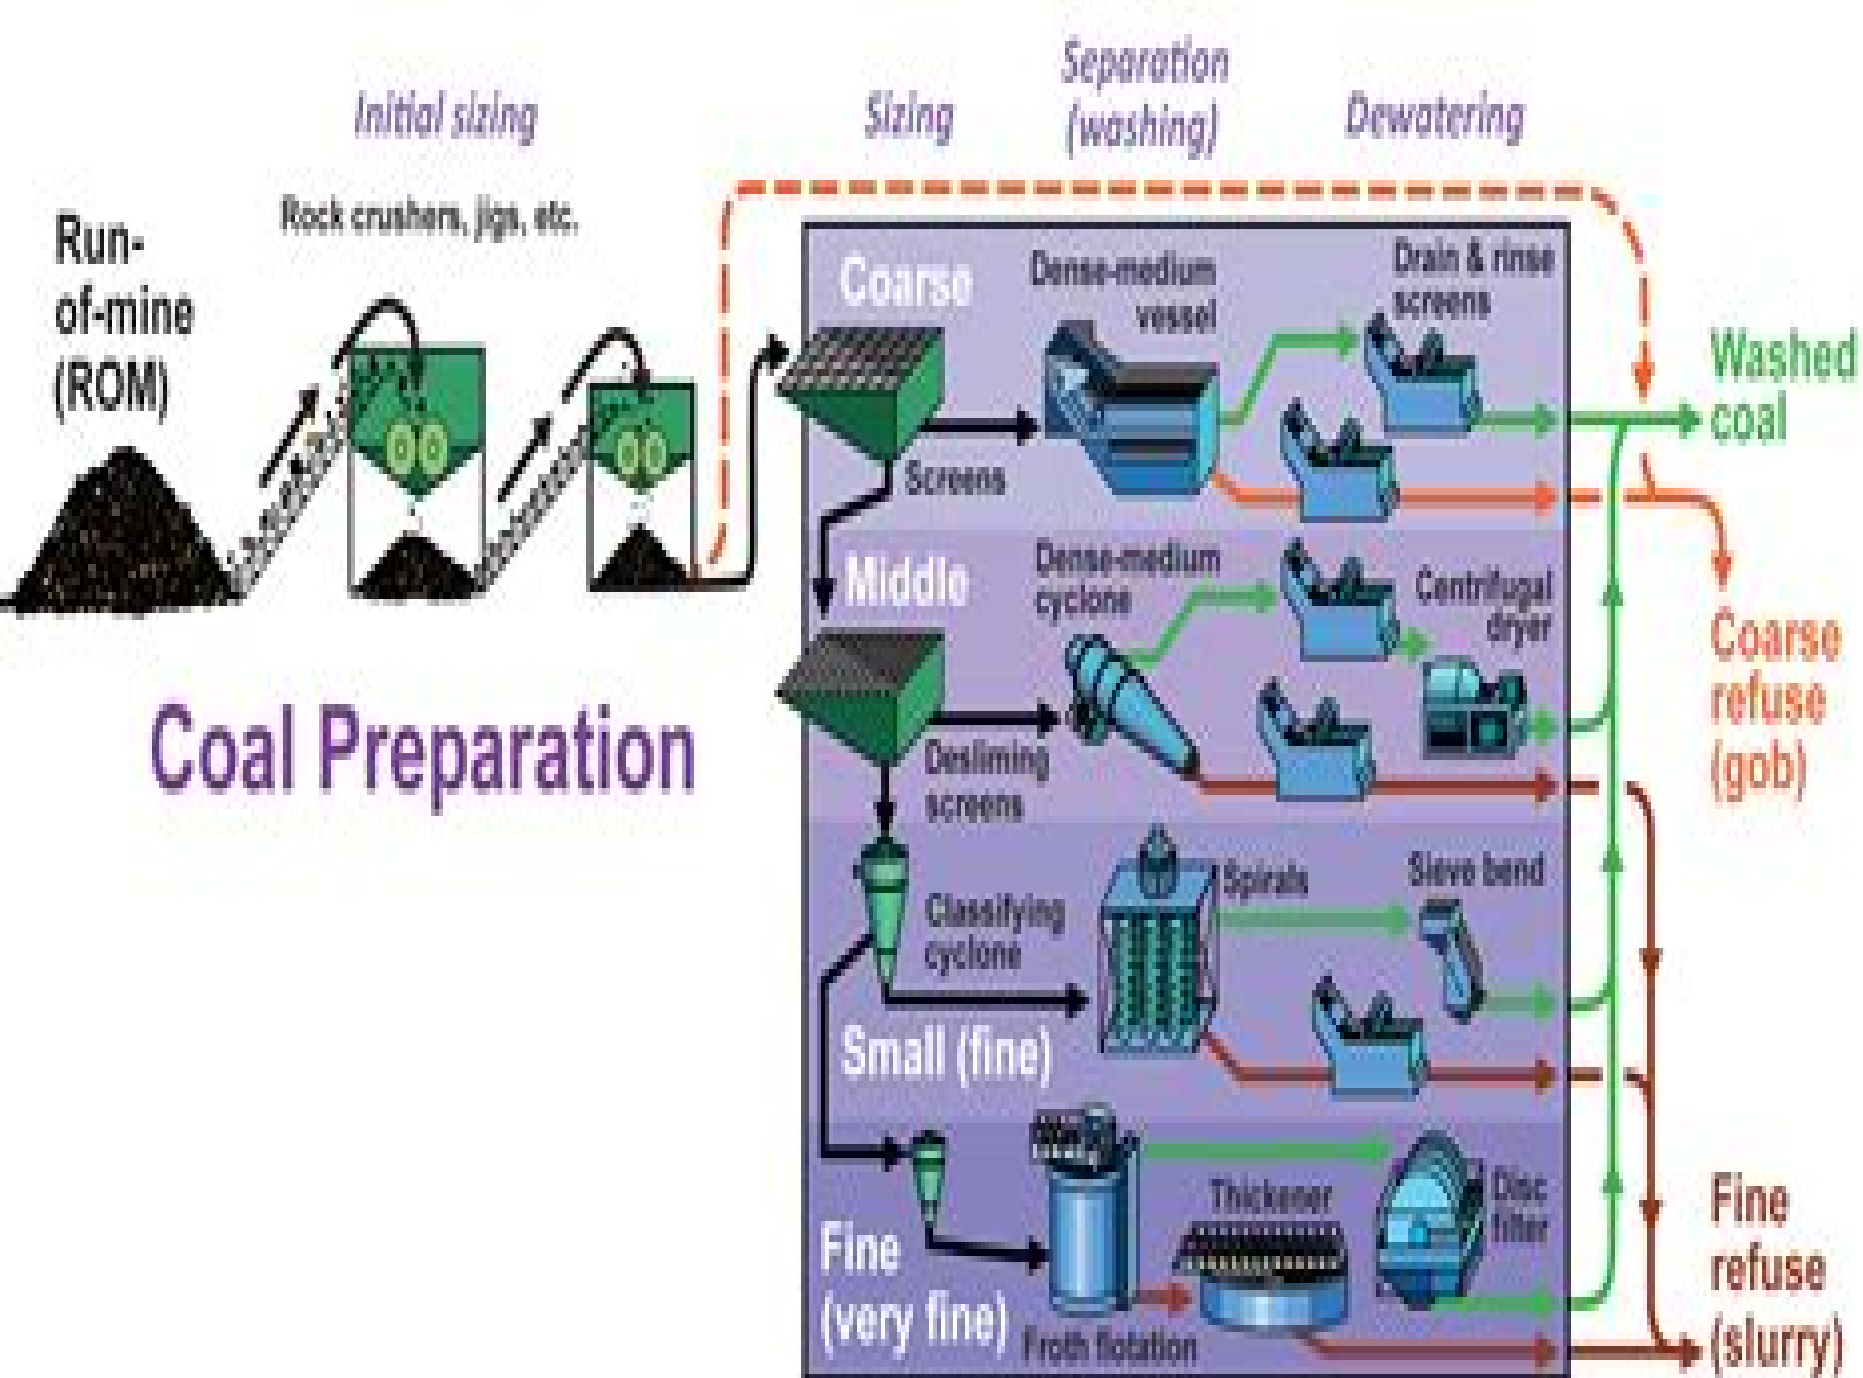 Initial sizing
Sizing
Separation
(washing)
Dewatering
Rock crushers, jigs, etc.
Run-
of-mine
(ROM)
Coal Preparation
Coarse
Dense-medium
vessel
Drain & rinse
screens
Screens
Washed
coal
Middle
Dense-medium
cyclone
Centrifugal
dryer
Desliming
screens
Coarse
refuse
(gob)
Classifying
cyclone
Spirals
Sieve bend
Small (fine)
Fine
(very fine)
Froth flotation
Thickener
Disc
filter
Fine
refuse
(slurry)